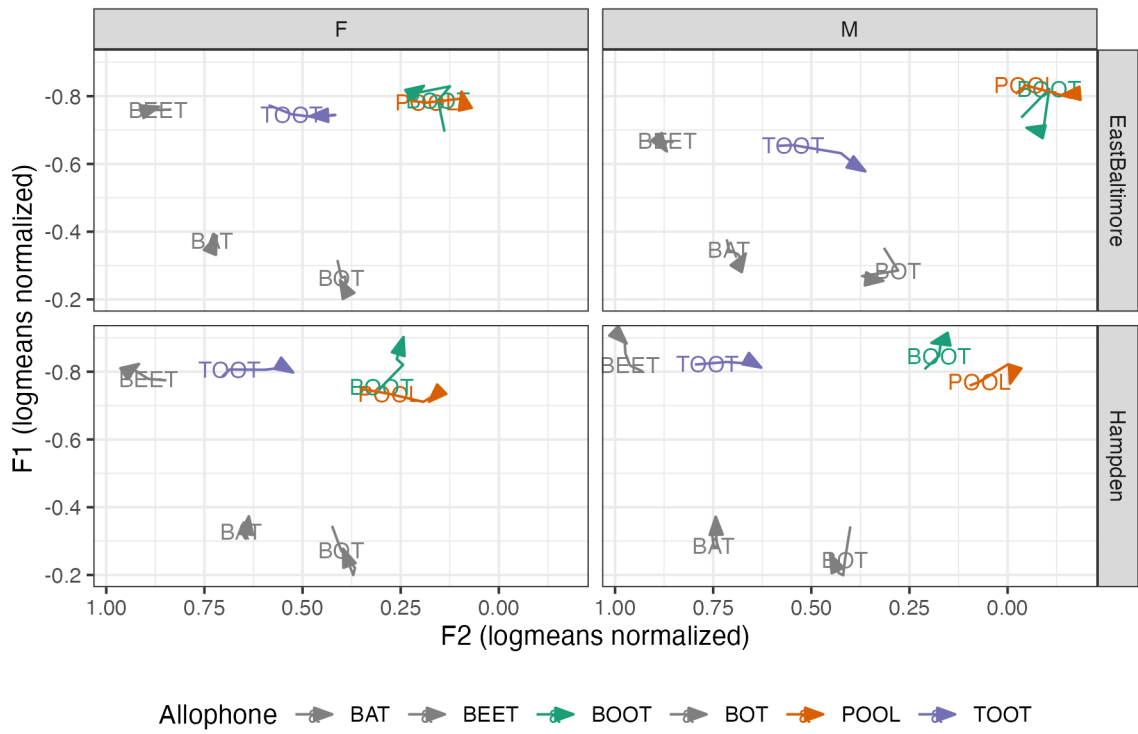 F M
-0.8 POOL BOOT POOL BOOT
BEET TOOT
BEET TOOT
-0.6
-0.4 BAT BAT
BOT BOT
-0.2
EastBaltimore
F1 (logmeans normalized)
-0.8 BEET TOOT BOOT BEET TOOT BOOT
POOL POOL
-0.6
-0.4
BAT BOT BAT BOT
-0.2
Hampden
1.00 0.75 0.50 0.25 0.00 1.00 0.75 0.50 0.25 0.00
F2 (logmeans normalized)
Allophone BAT BEET BOOT BOT POOL TOOT